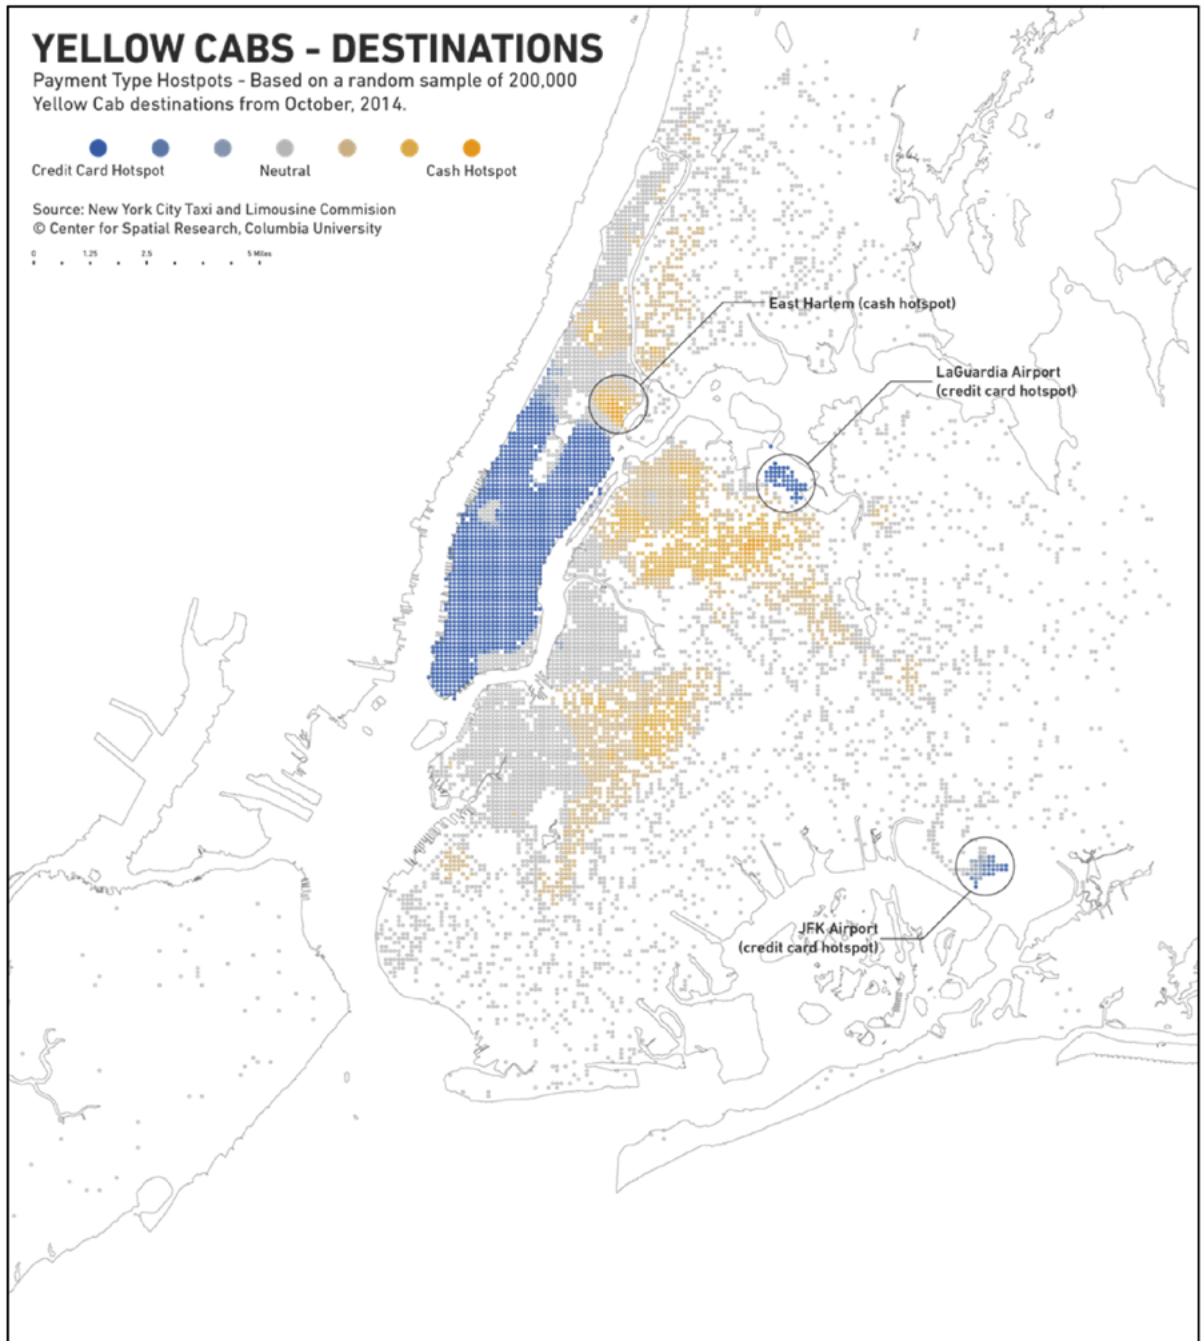 YELLOW CABS - DESTINATIONS
Payment Type Hostpots - Based on a random sample of 200,000
Yellow Cab destinations from October, 2014.
Credit Card Hotspot Neutral Cash Hotspot
Source: New York City Taxi and Limousine Commision
© Center for Spatial Research, Columbia University
0 1.25 2.5 5 Miles
East Harlem (cash hotspot)
LaGuardia Airport
(credit card hotspot)
JFK Airport
(credit card hotspot)